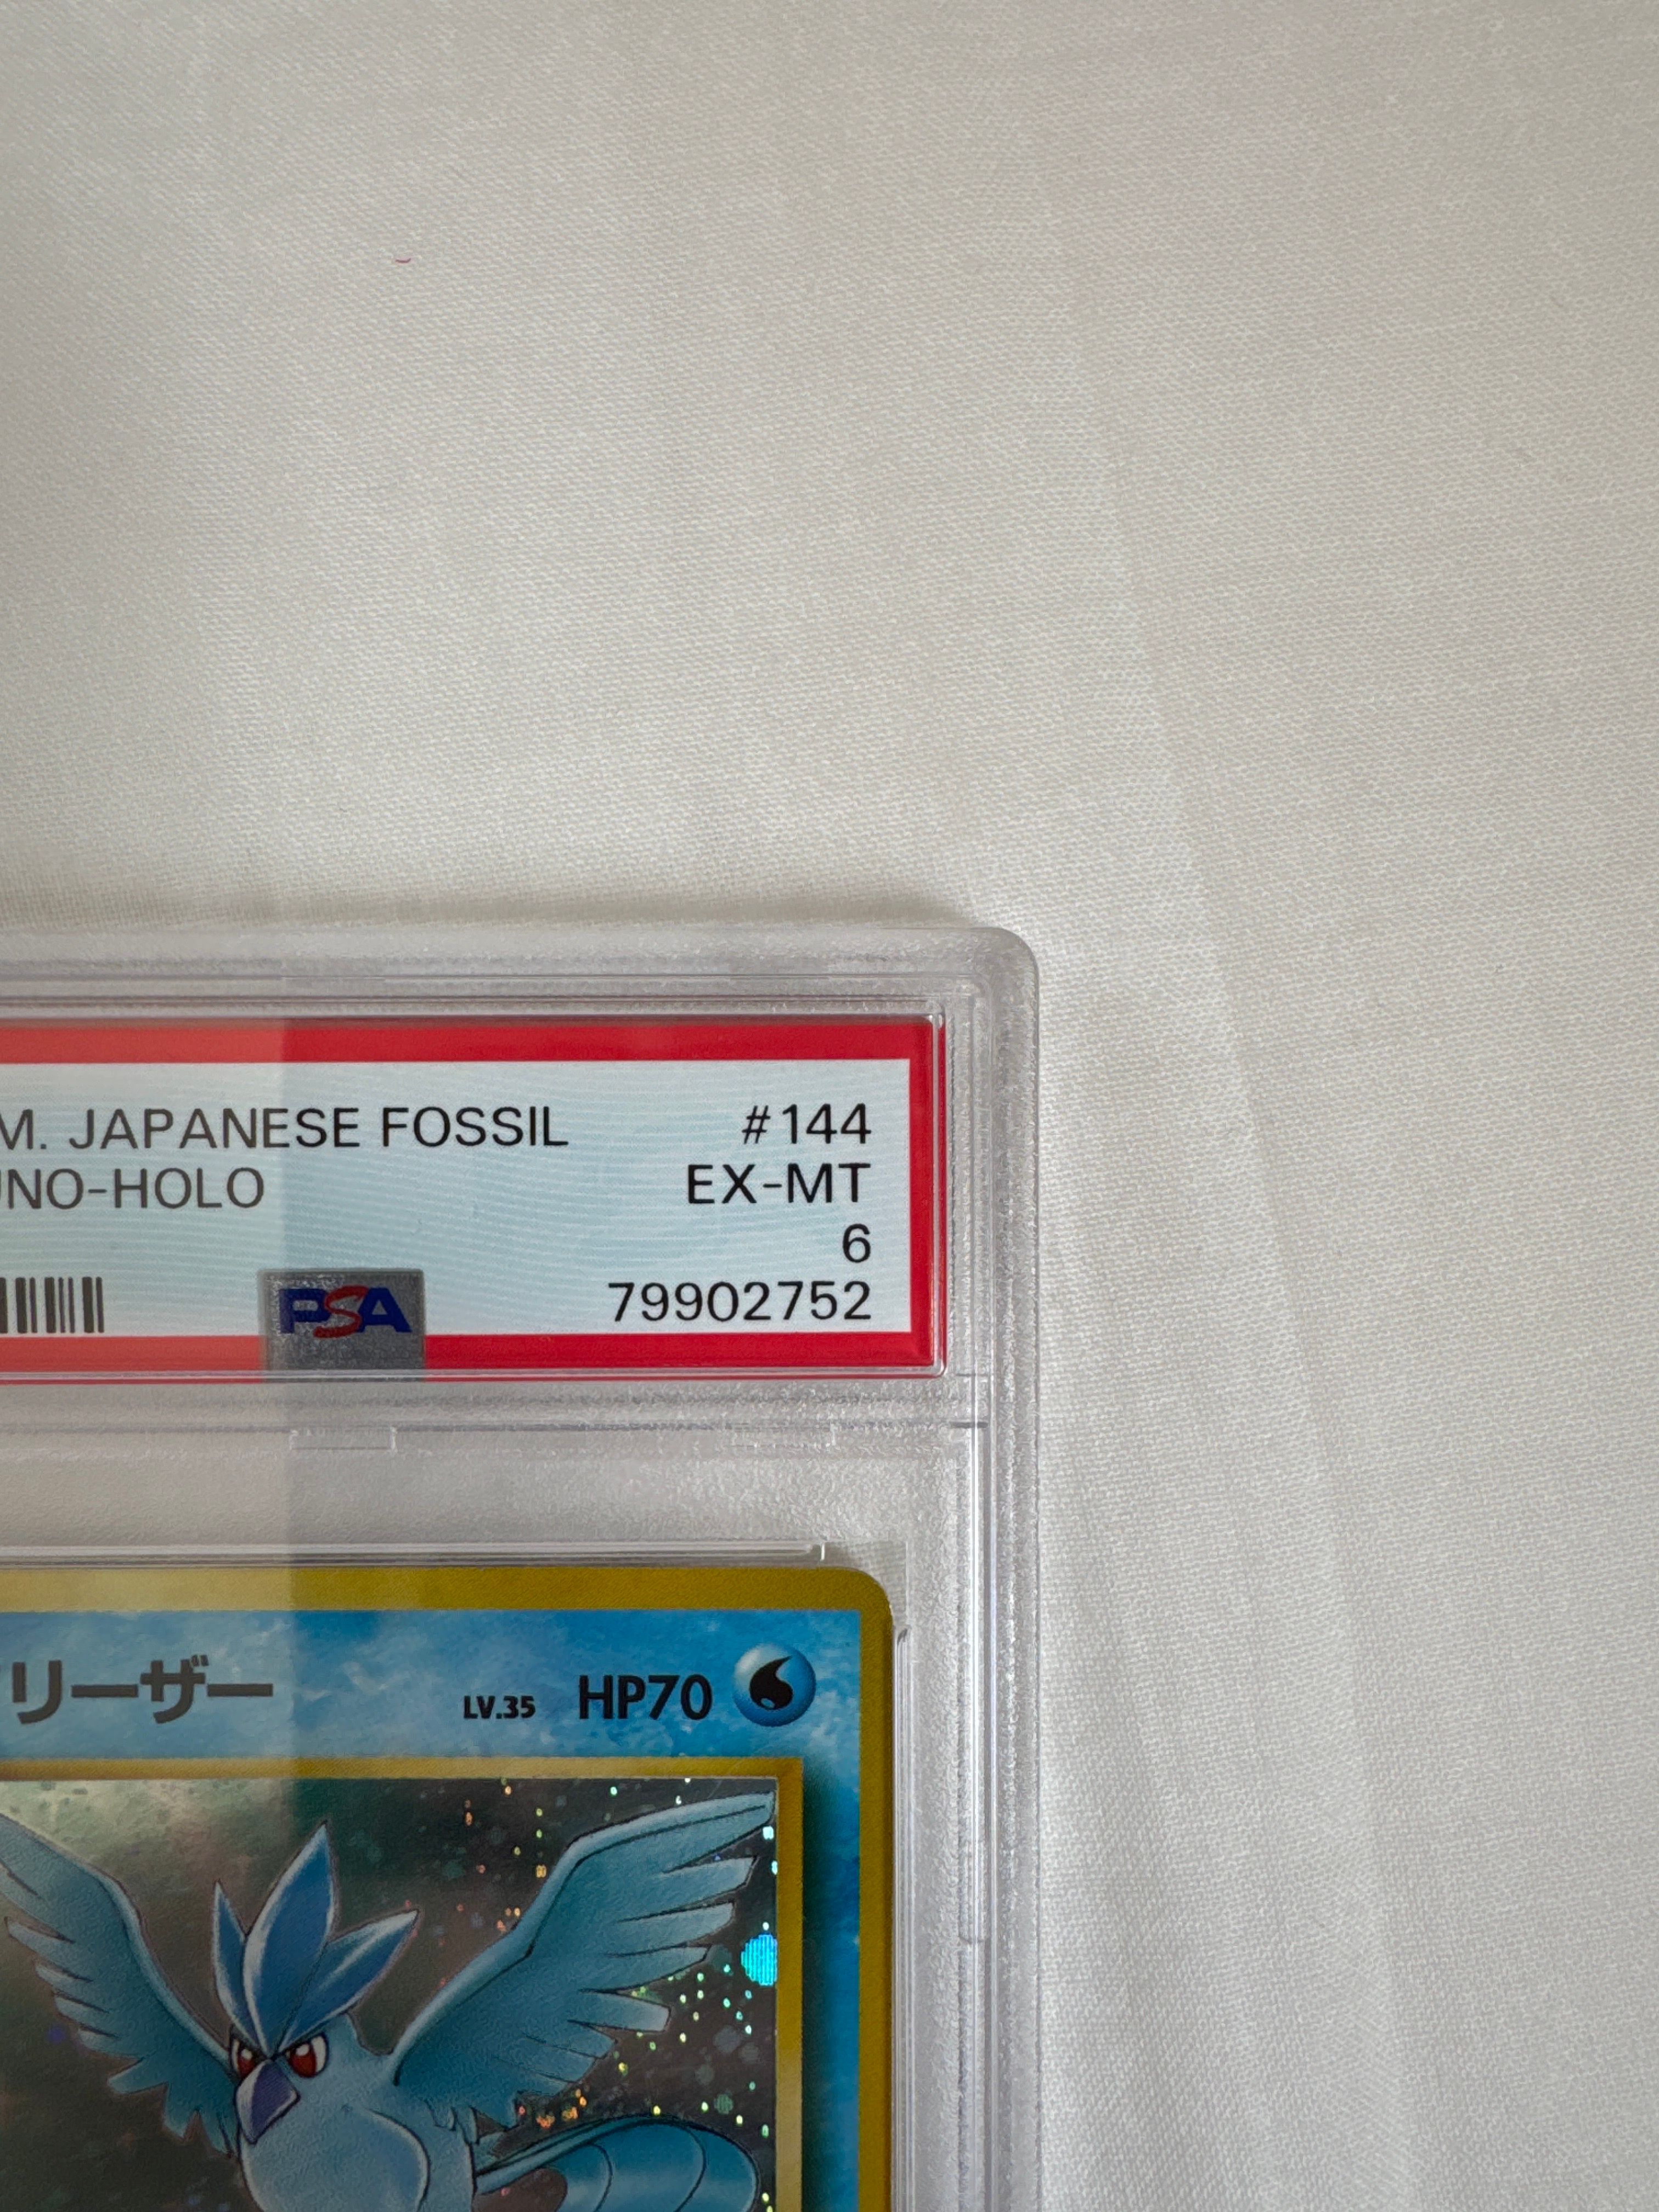 M. JAPANESE FOSSIL #144
UNO-HOLO EX-MT
6
PSA 79902752
リーザー LV.35 HP70